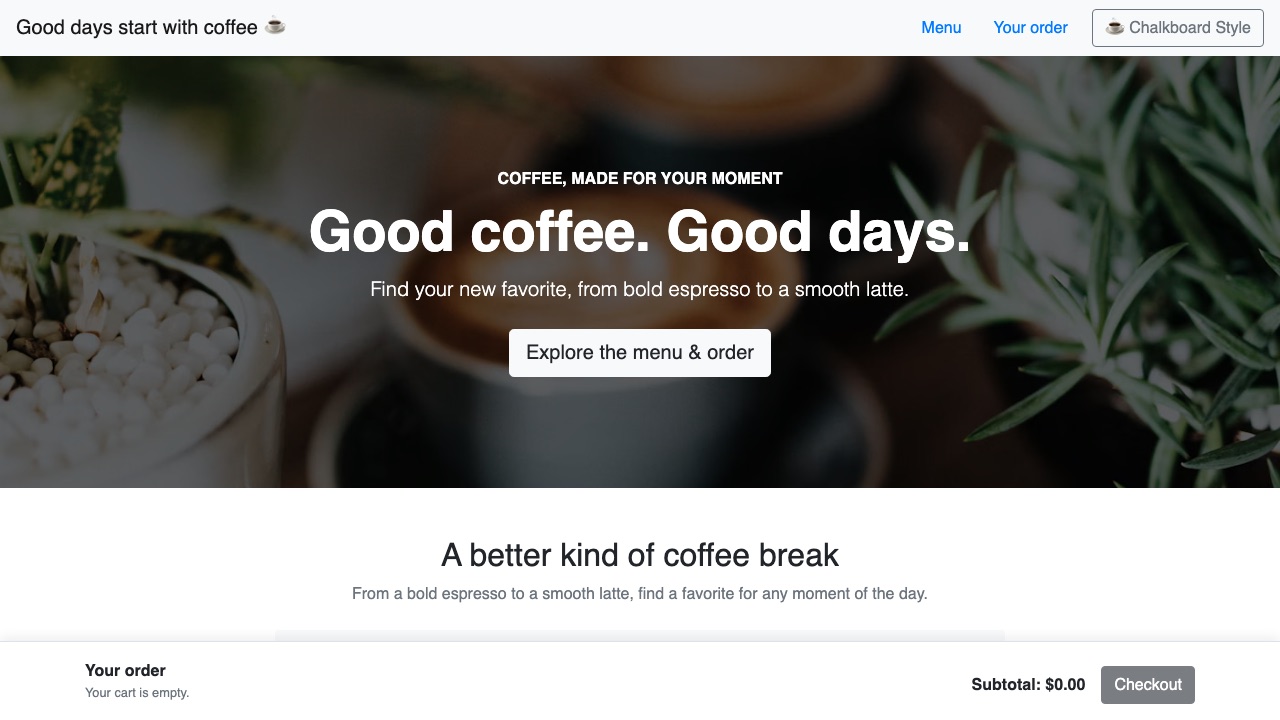 Good days start with coffee ☕
Menu
Your order
☕ Chalkboard Style
COFFEE, MADE FOR YOUR MOMENT
Good coffee. Good days.
Find your new favorite, from bold espresso to a smooth latte.
Explore the menu & order
A better kind of coffee break
From a bold espresso to a smooth latte, find a favorite for any moment of the day.
Your order
Your cart is empty.
Subtotal: $0.00
Checkout